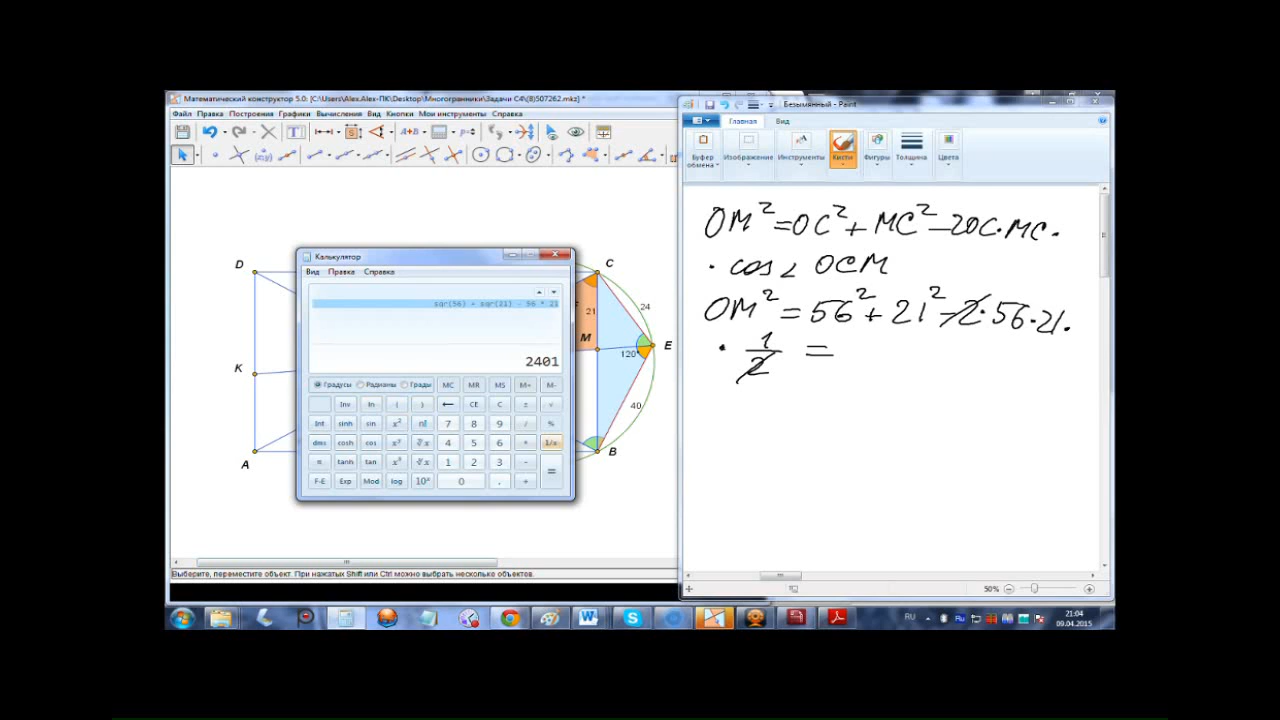 Математический конструктор 5.0: [C:\Users\Alex.Alex-ПК\Desktop\Многогранники\Задачи C4\(8)507262.mkz] *
Файл Правка Построения Графики Вычисления Вид Кнопки Мои инструменты Справка
D
K
A
C
21
24
M
E
120°
40
B
Калькулятор
Вид Правка Справка
sqr(56) + sqr(21) - 56 * 21
2401
Градусы Радианы Грады MC MR MS M+ M-
Inv ln ( ) ← CE C ± √
Int sinh sin x² n! 7 8 9 / %
dms cosh cos xʸ ʸ√x 4 5 6 * 1/x
π tanh tan x³ ³√x 1 2 3 - =
F-E Exp Mod log 10ˣ 0 . +
Выберите, переместите объект. При нажатых Shift или Ctrl можно выбрать несколько объектов.
Безымянный - Paint
Главная Вид
Буфер обмена Изображение Инструменты Кисти Фигуры Толщина Цвета
OM² = OC² + MC² - 2OC·MC·
· cos∠OCM
OM² = 56² + 21² - 2·56·21·
· 1/2 =
50%
RU 21:04
09.04.2015